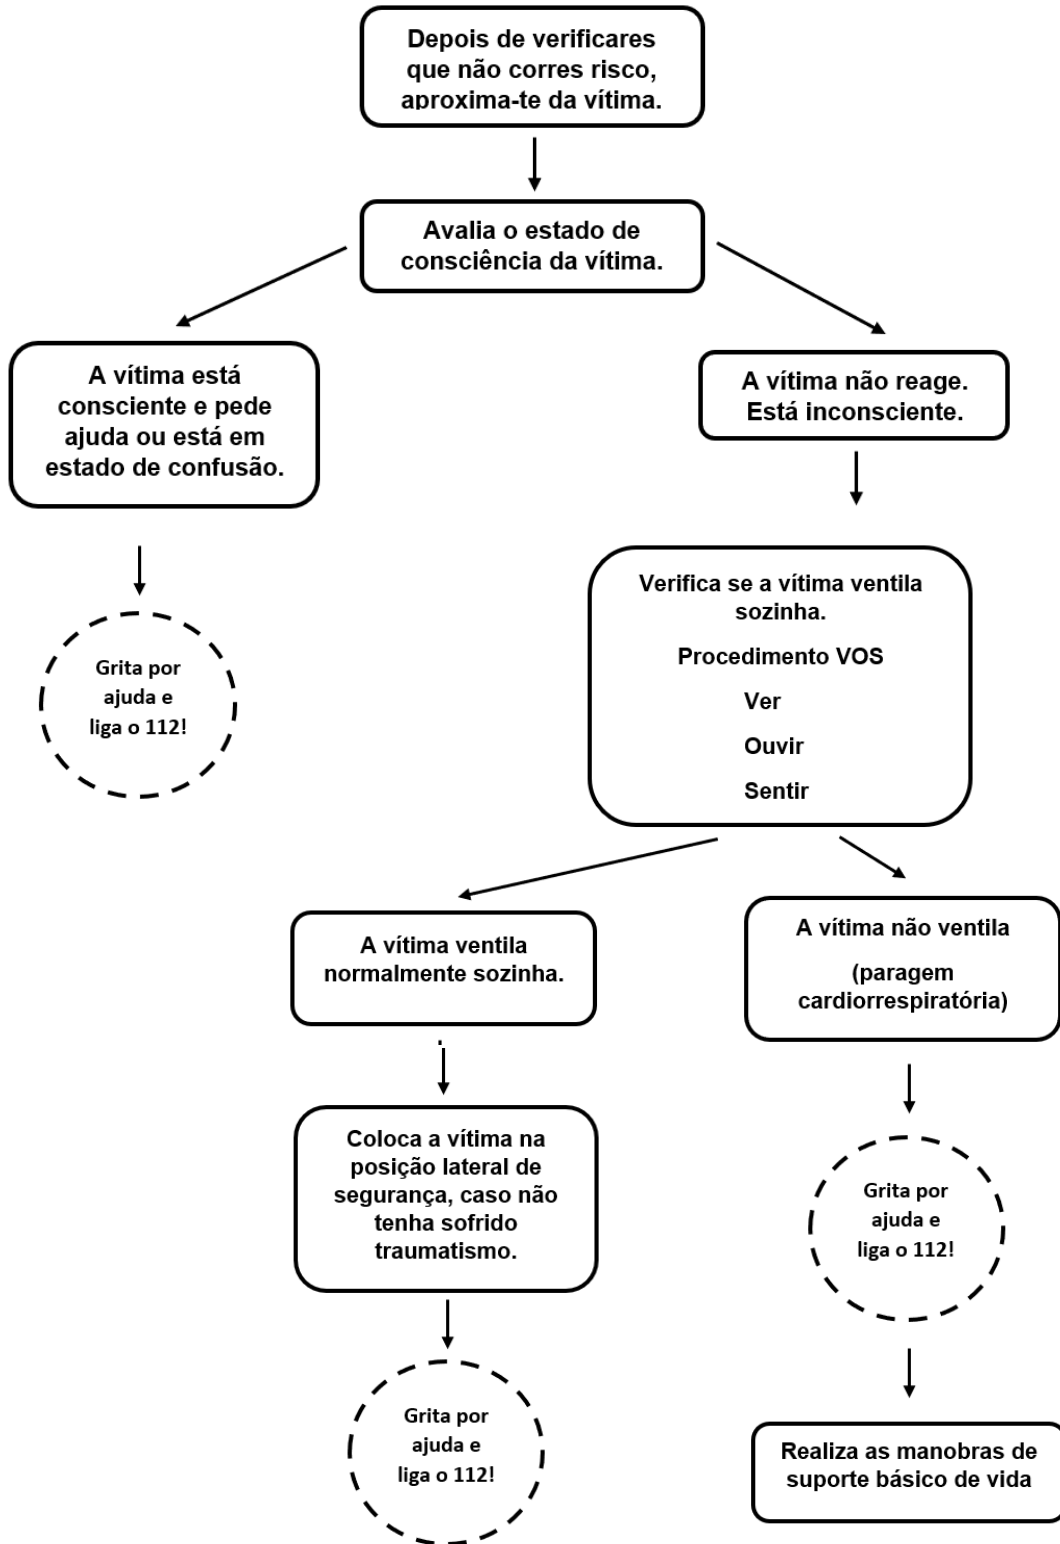 Depois de verificares
que não corres risco,
aproxima-te da vítima.
Avalia o estado de
consciência da vítima.
A vítima está
consciente e pede
ajuda ou está em
estado de confusão.
A vítima não reage.
Está inconsciente.
Grita por
ajuda e
liga o 112!
Verifica se a vítima ventila
sozinha.
Procedimento VOS
Ver
Ouvir
Sentir
A vítima ventila
normalmente sozinha.
A vítima não ventila
(paragem
cardiorrespiratória)
Coloca a vítima na
posição lateral de
segurança, caso não
tenha sofrido
traumatismo.
Grita por
ajuda e
liga o 112!
Grita por
ajuda e
liga o 112!
Realiza as manobras de
suporte básico de vida